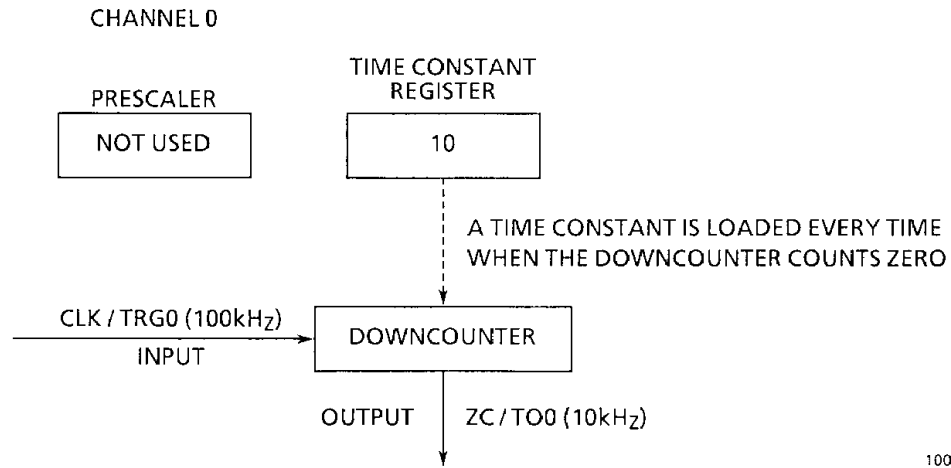 CHANNEL 0
PRESCALER
NOT USED
TIME CONSTANT
REGISTER
10
A TIME CONSTANT IS LOADED EVERY TIME
WHEN THE DOWNCOUNTER COUNTS ZERO
CLK / TRG0 (100kHz)
INPUT
DOWNCOUNTER
OUTPUT
ZC / TO0 (10kHz)
100